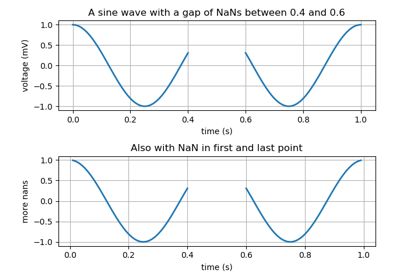 A sine wave with a gap of NaNs between 0.4 and 0.6
1.0
0.5
0.0
−0.5
−1.0
voltage (mV)
0.0 0.2 0.4 0.6 0.8 1.0
time (s)
Also with NaN in first and last point
1.0
0.5
0.0
−0.5
−1.0
more nans
0.0 0.2 0.4 0.6 0.8 1.0
time (s)